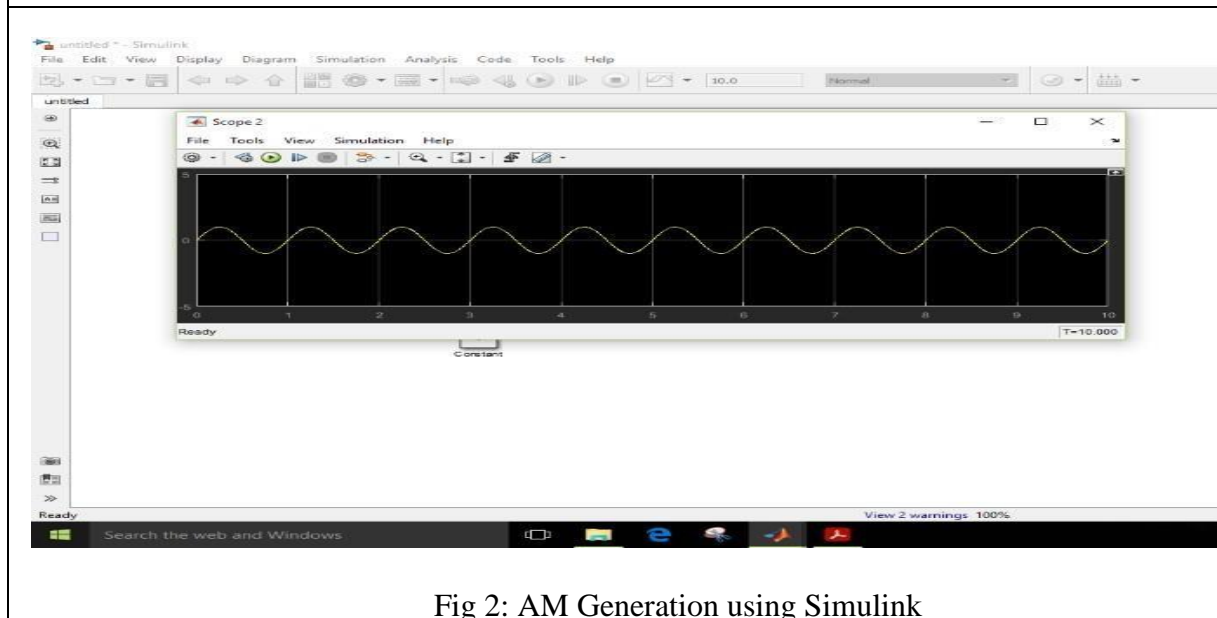 untitled * - Simulink
File Edit View Display Diagram Simulation Analysis Code Tools Help
10.0 Normal
untitled
Scope 2
File Tools View Simulation Help
5
0
-5
0 1 2 3 4 5 6 7 8 9 10
Ready T=10.000
Constant
Ready View 2 warnings 100%
Search the web and Windows
Fig 2: AM Generation using Simulink